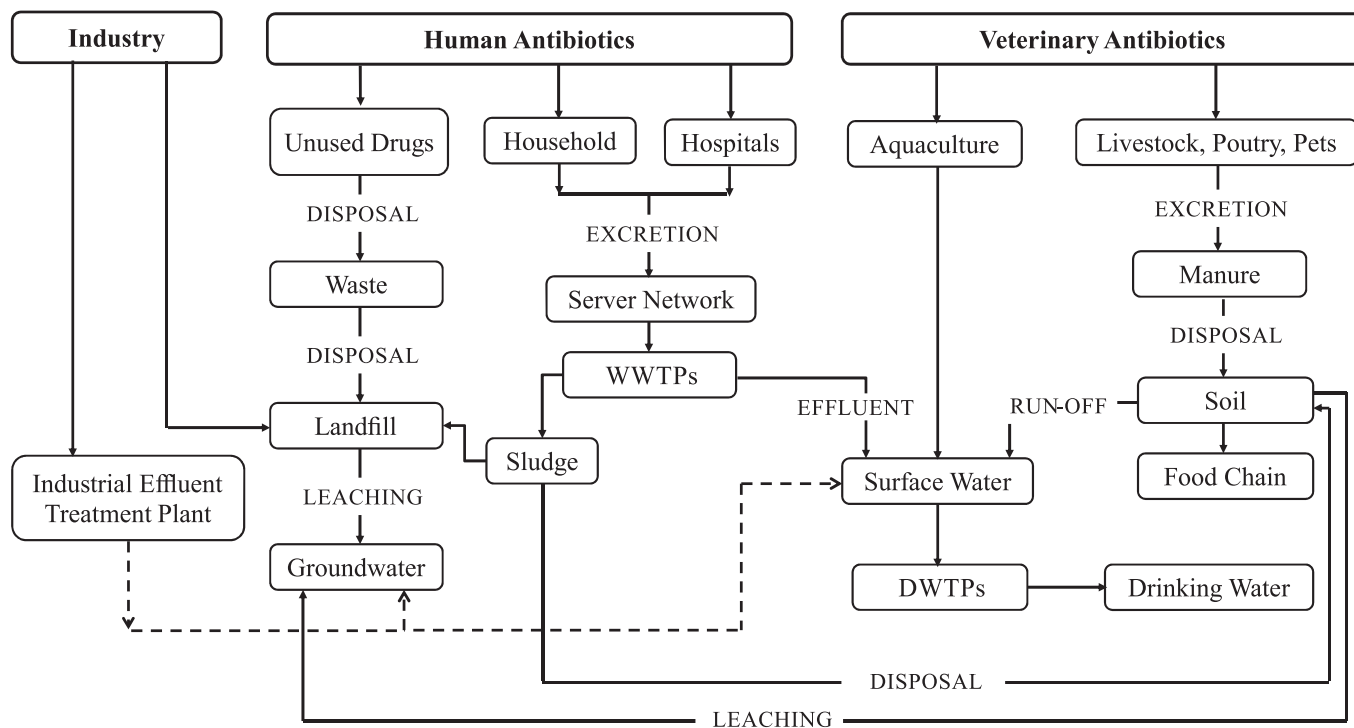 Industry
Human Antibiotics
Veterinary Antibiotics
Unused Drugs
Household
Hospitals
Aquaculture
Livestock, Poutry, Pets
DISPOSAL
EXCRETION
EXCRETION
Waste
Server Network
Manure
DISPOSAL
DISPOSAL
WWTPs
EFFLUENT
RUN-OFF
Soil
Landfill
Sludge
Industrial Effluent
Treatment Plant
Surface Water
Food Chain
LEACHING
Groundwater
DWTPs
Drinking Water
DISPOSAL
LEACHING